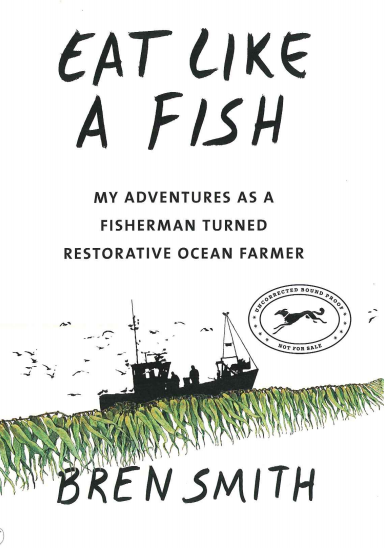 EAT LIKE
A FISH
MY ADVENTURES AS A
FISHERMAN TURNED
RESTORATIVE OCEAN FARMER
UNCORRECTED BOUND PROOF
NOT FOR SALE
BREN SMITH